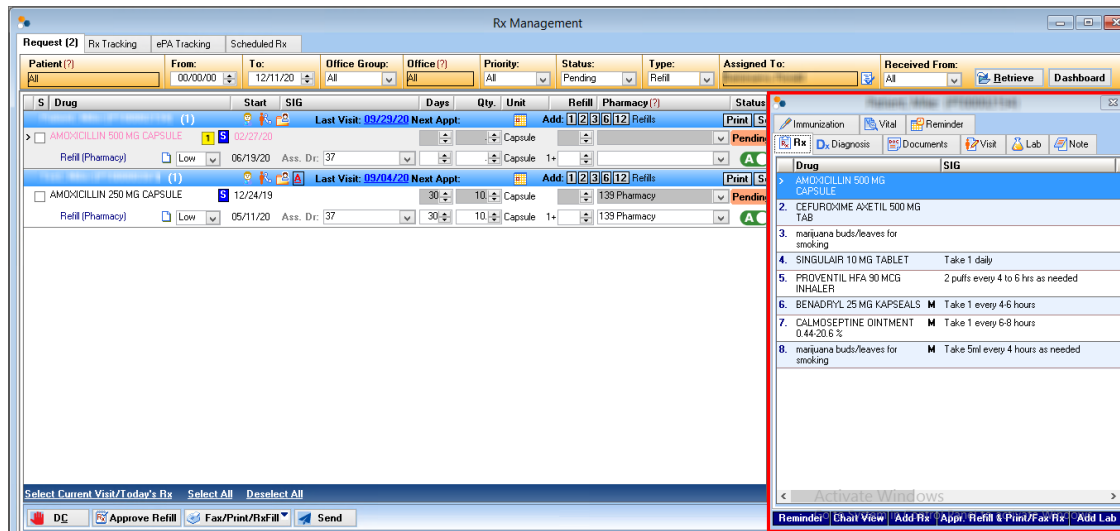 Rx Management
Request (2) Rx Tracking ePA Tracking Scheduled Rx
Patient(?) From: To: Office Group: Office(?) Priority: Status: Type: Assigned To: Received From:
All 00/00/00 12/11/20 All All All Pending Refill All Retrieve Dashboard
S Drug Start SIG Days Qty. Unit Refill Pharmacy(?) Status
(1) Last Visit: 09/29/20 Next Appt: Add: 1 2 3 6 12 Refills Print
AMOXICILLIN 500 MG CAPSULE 1 S 02/27/20 Capsule Pending
Refill (Pharmacy) Low 06/19/20 Ass. Dr: 37 Capsule 1+ A
(1) A Last Visit: 09/04/20 Next Appt: Add: 1 2 3 6 12 Refills Print
AMOXICILLIN 250 MG CAPSULE S 12/24/19 30 10. Capsule 139 Pharmacy Pending
Refill (Pharmacy) Low 05/11/20 Ass. Dr: 37 30 10. Capsule 1+ 139 Pharmacy A
Select Current Visit/Today's Rx Select All Deselect All
DC Approve Refill Fax/Print/RxFill Send
Immunization Vital Reminder
Rx Dx Diagnosis Documents Visit Lab Note
Drug SIG
> AMOXICILLIN 500 MG
CAPSULE
2. CEFUROXIME AXETIL 500 MG
TAB
3. marijuana buds/leaves for
smoking
4. SINGULAIR 10 MG TABLET Take 1 daily
5. PROVENTIL HFA 90 MCG 2 puffs every 4 to 6 hrs as needed
INHALER
6. BENADRYL 25 MG KAPSEALS M Take 1 every 4-6 hours
7. CALMOSEPTINE OINTMENT M Take 1 every 6-8 hours
0.44-20.6 %
8. marijuana buds/leaves for M Take 5ml every 4 hours as needed
smoking
Activate Windows
Reminder Chart View Add Rx Appr. Refill & Print/Fax Rx Add Lab